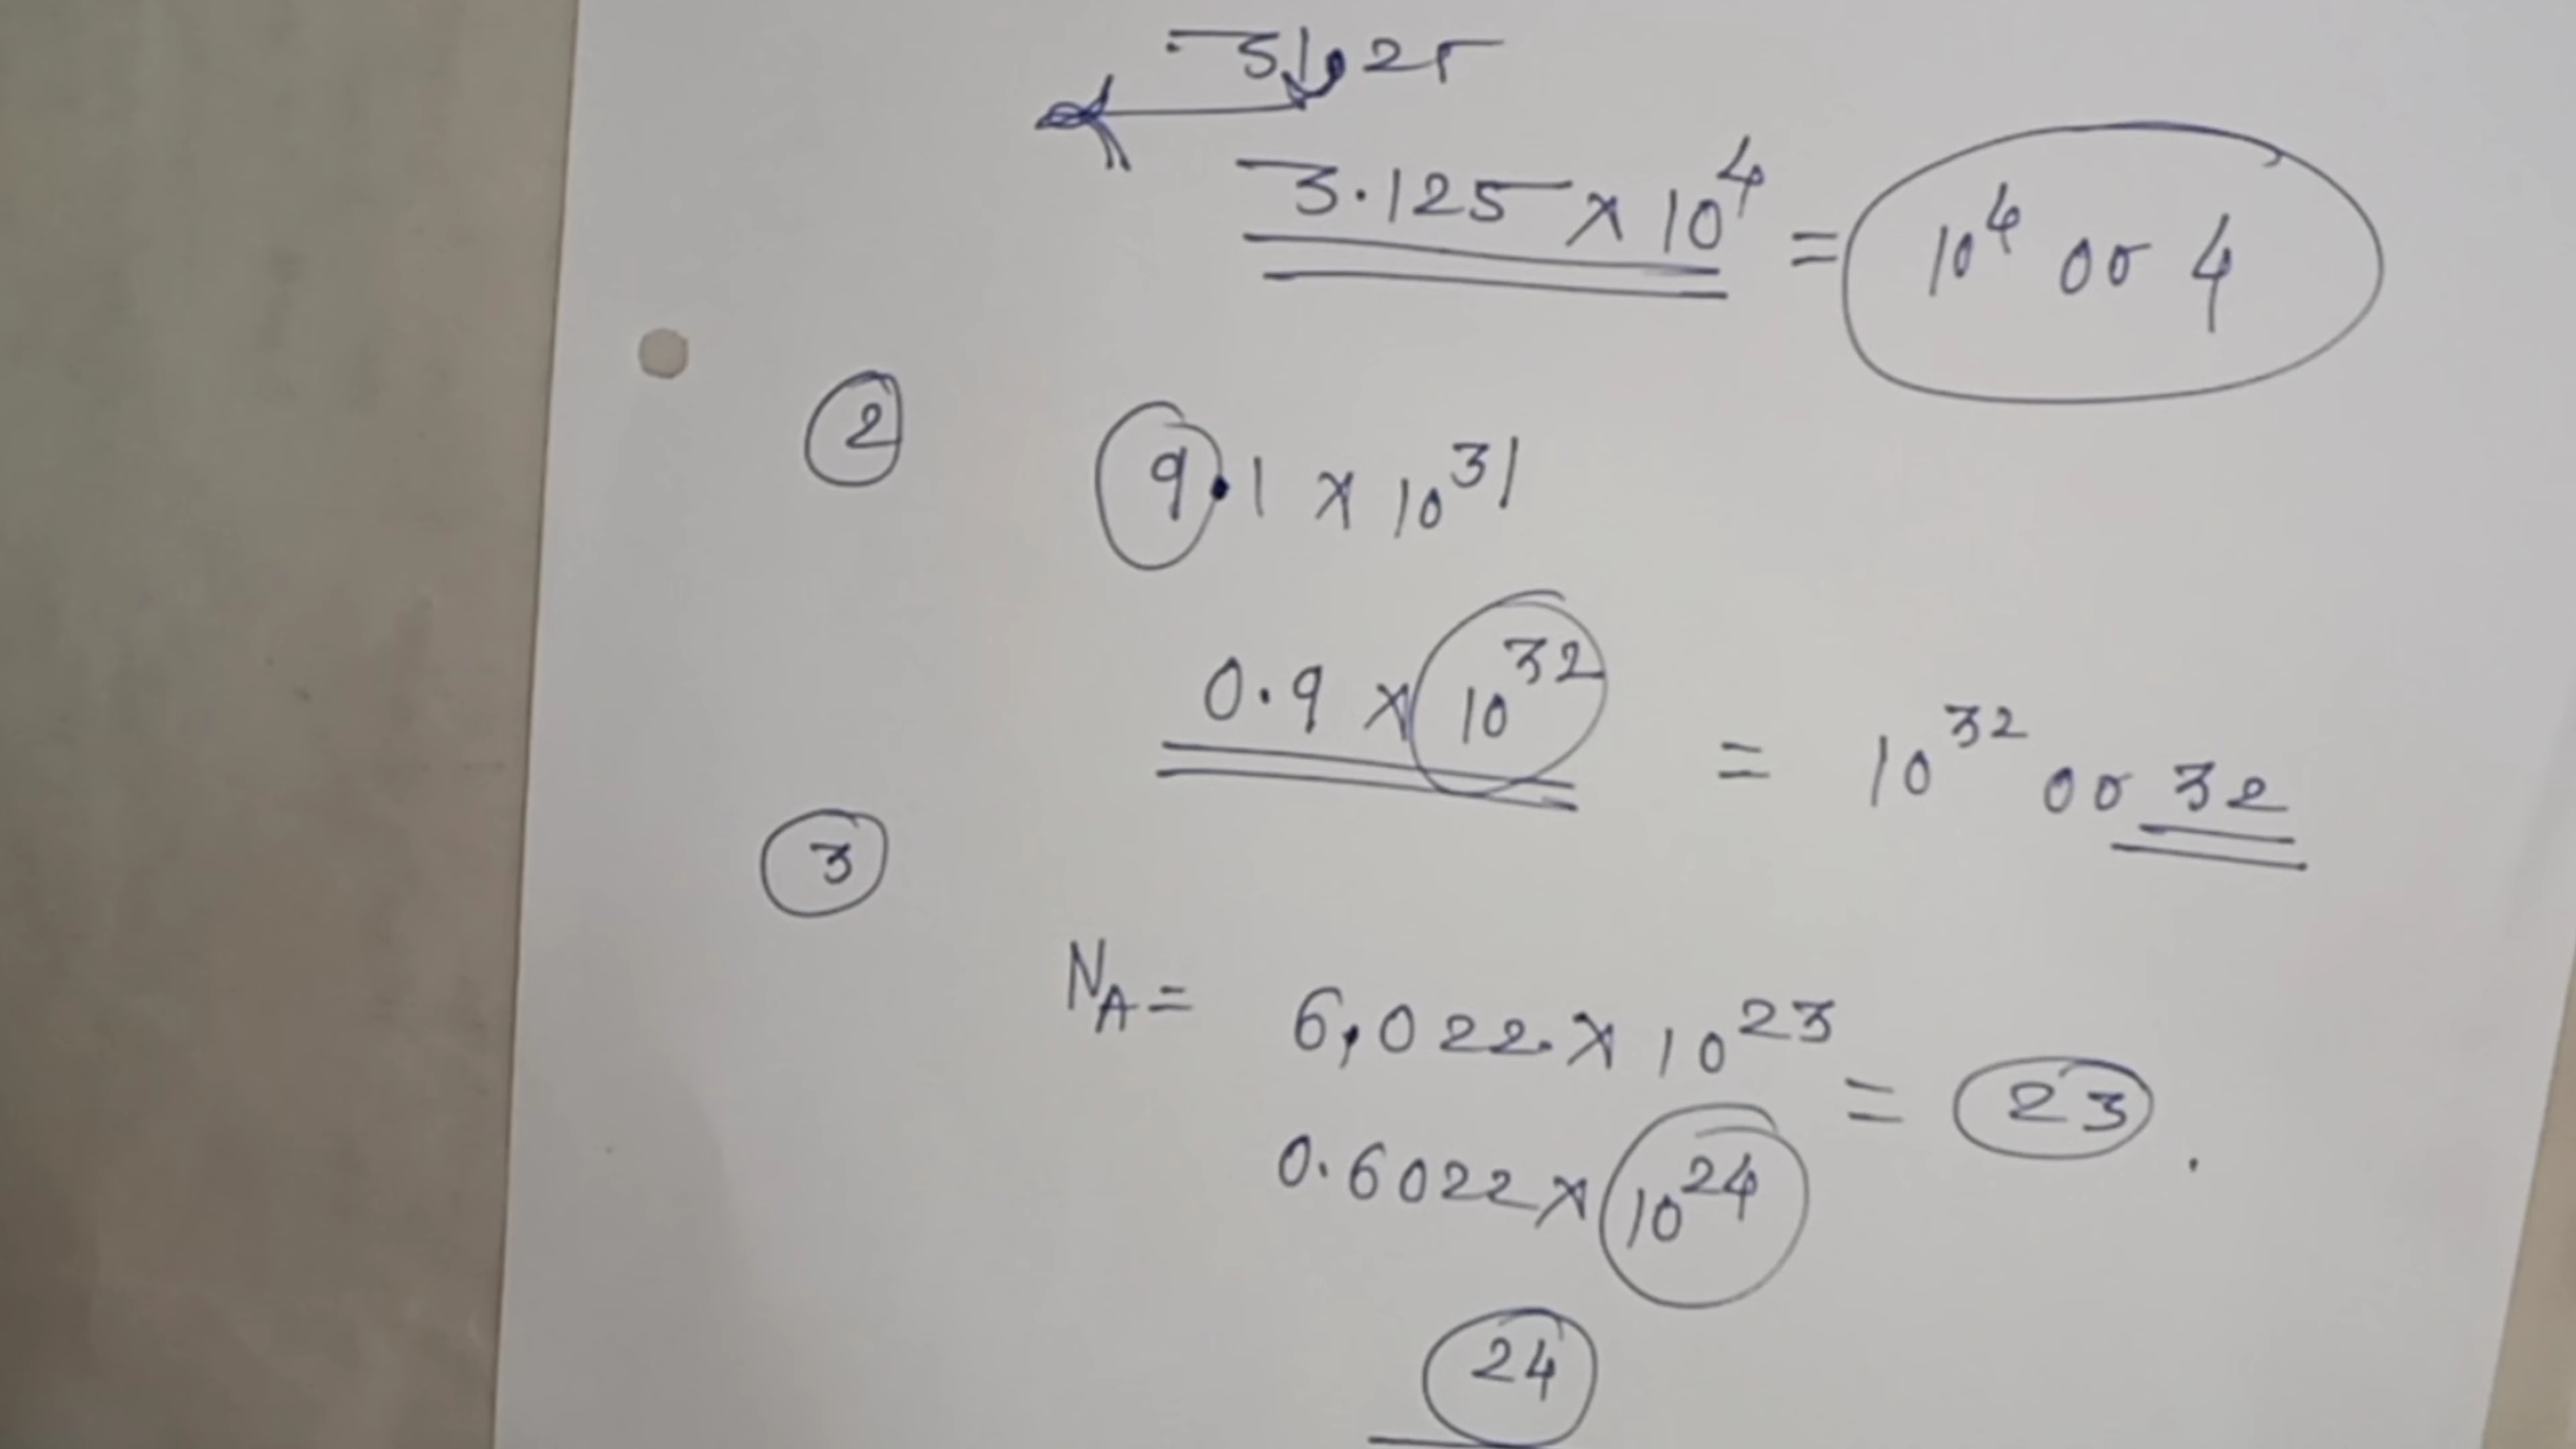 31,25
3.125 × 10⁴ = 10⁴ or 4
2
9.1 × 10³¹
0.9 × 10³² = 10³² or 32
3
N_A = 6,022 × 10²³ = 23.
0.6022 × 10²⁴
24